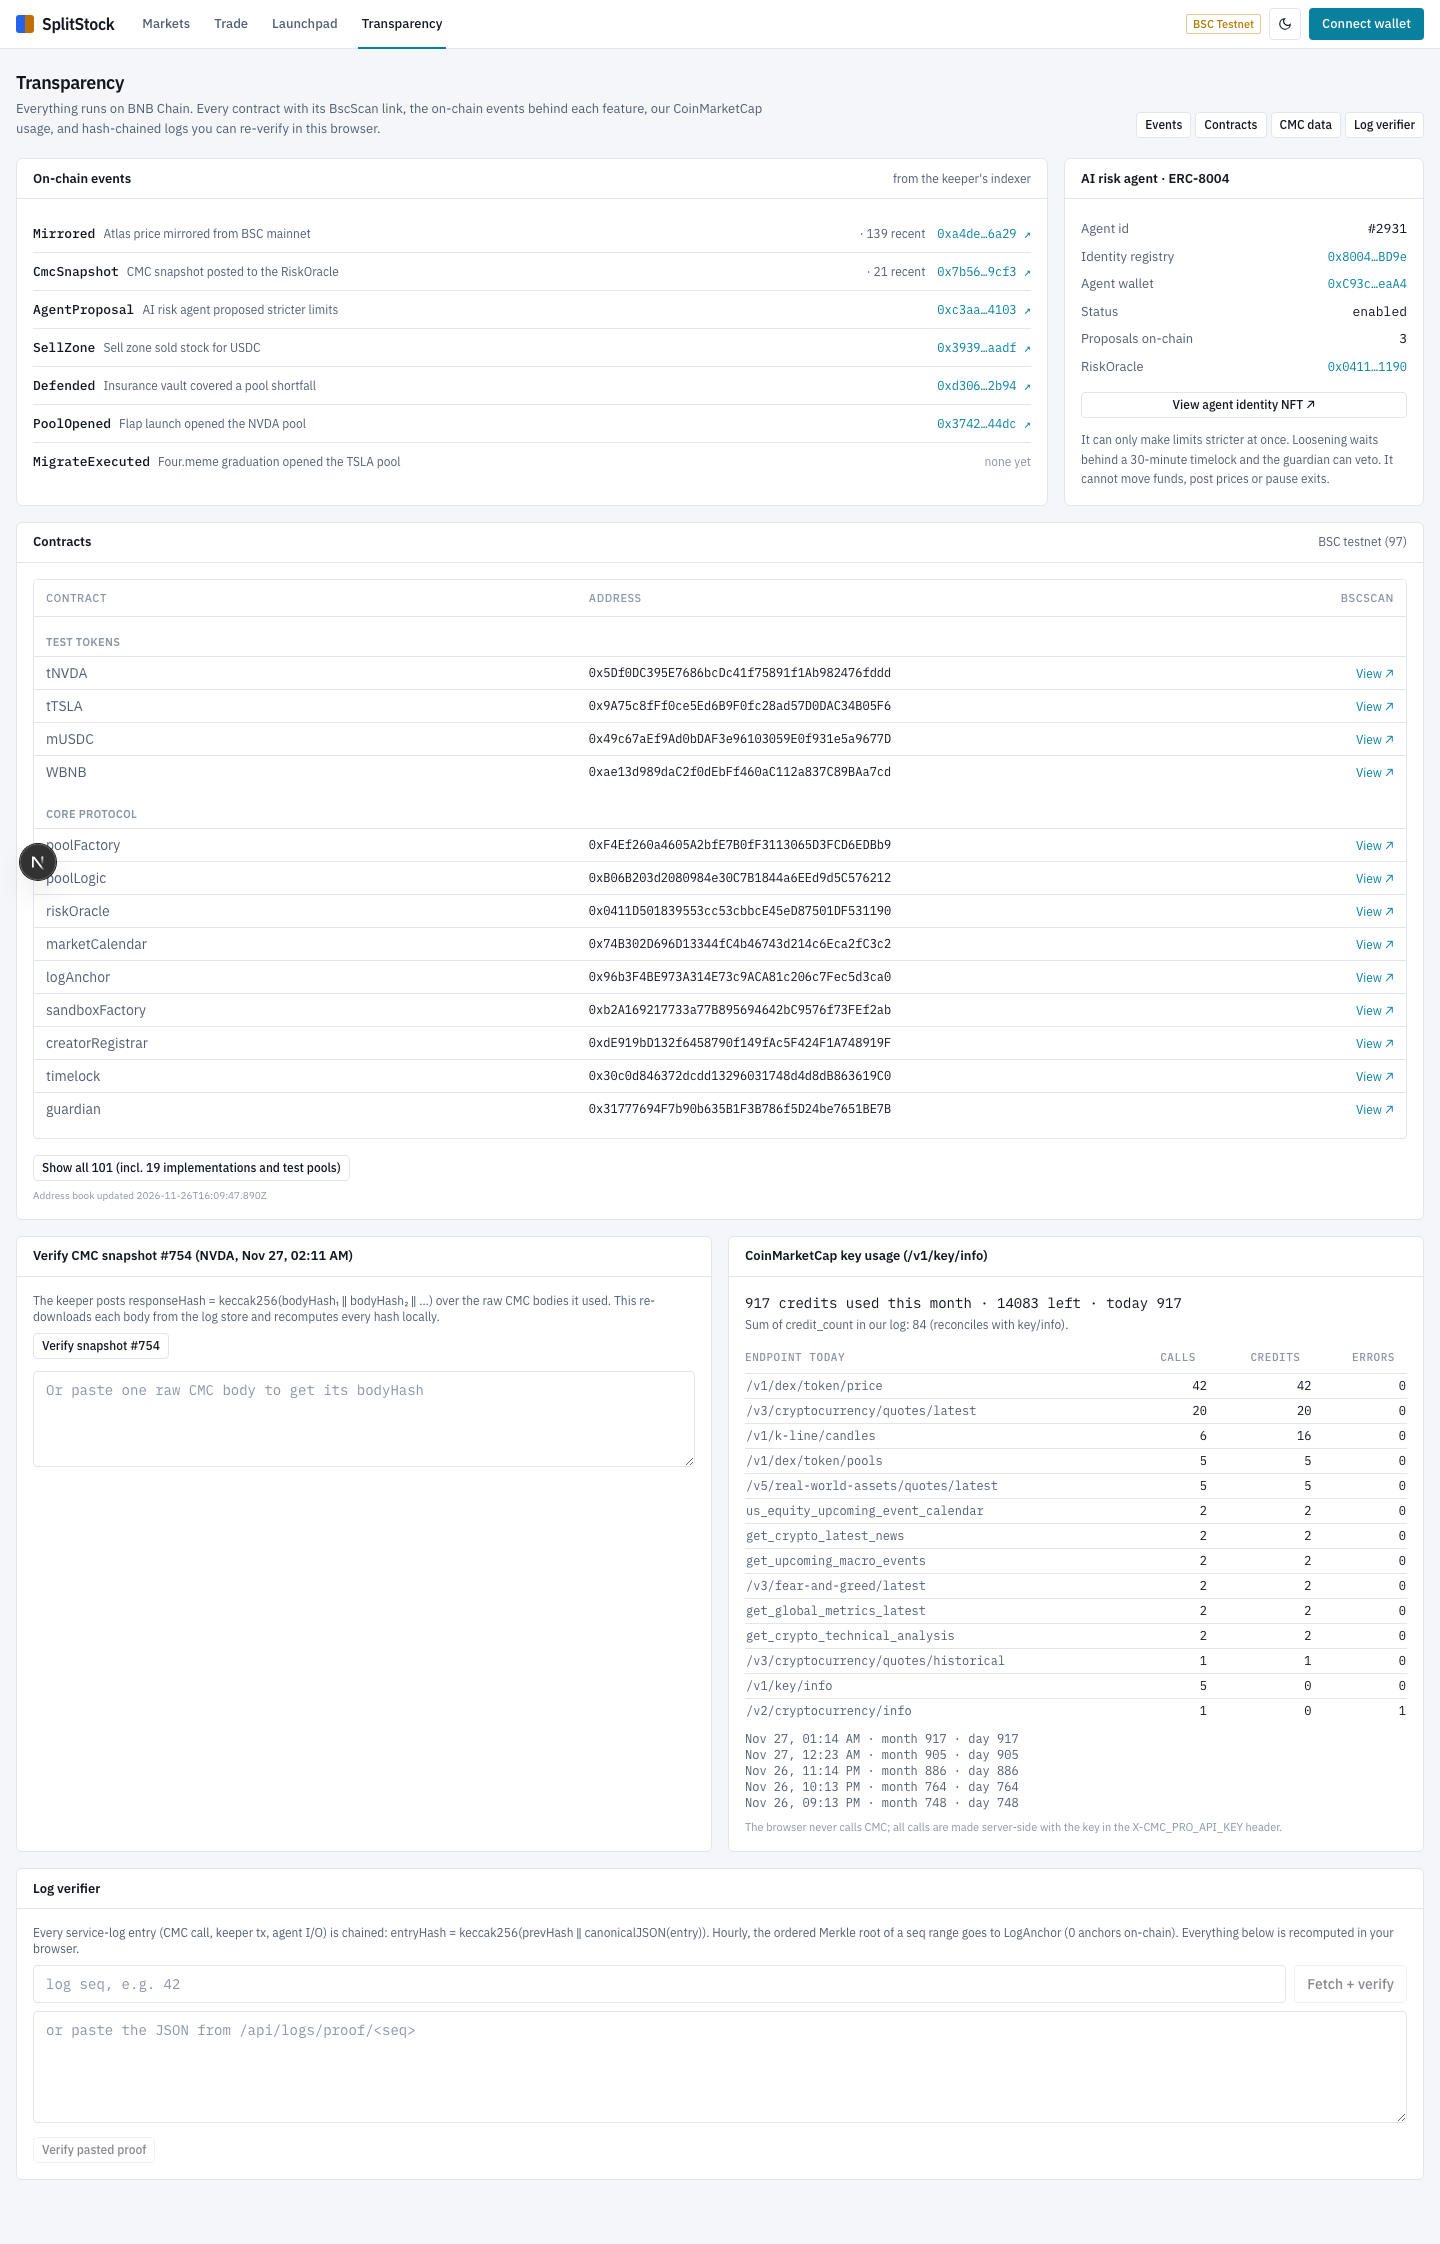 SplitStock
Markets
Trade
Launchpad
Transparency
BSC Testnet
Connect wallet
Transparency
Everything runs on BNB Chain. Every contract with its BscScan link, the on-chain events behind each feature, our CoinMarketCap
usage, and hash-chained logs you can re-verify in this browser.
Events
Contracts
CMC data
Log verifier
On-chain events
from the keeper's indexer
Mirrored Atlas price mirrored from BSC mainnet · 139 recent 0xa4de…6a29 ↗
CmcSnapshot CMC snapshot posted to the RiskOracle · 21 recent 0x7b56…9cf3 ↗
AgentProposal AI risk agent proposed stricter limits 0xc3aa…4103 ↗
SellZone Sell zone sold stock for USDC 0x3939…aadf ↗
Defended Insurance vault covered a pool shortfall 0xd306…2b94 ↗
PoolOpened Flap launch opened the NVDA pool 0x3742…44dc ↗
MigrateExecuted Four.meme graduation opened the TSLA pool none yet
AI risk agent · ERC-8004
Agent id #2931
Identity registry 0x8004…BD9e
Agent wallet 0xC93c…eaA4
Status enabled
Proposals on-chain 3
RiskOracle 0x0411…1190
View agent identity NFT ↗
It can only make limits stricter at once. Loosening waits
behind a 30-minute timelock and the guardian can veto. It
cannot move funds, post prices or pause exits.
Contracts
BSC testnet (97)
CONTRACT ADDRESS BSCSCAN
TEST TOKENS
tNVDA 0x5Df0DC395E7686bcDc41f75891f1Ab982476fddd View ↗
tTSLA 0x9A75c8fFf0ce5Ed6B9F0fc28ad57D0DAC34B05F6 View ↗
mUSDC 0x49c67aEf9Ad0bDAF3e96103059E0f931e5a9677D View ↗
WBNB 0xae13d989daC2f0dEbFf460aC112a837C89BAa7cd View ↗
CORE PROTOCOL
poolFactory 0xF4Ef260a4605A2bfE7B0fF3113065D3FCD6EDBb9 View ↗
N
poolLogic 0xB06B203d2080984e30C7B1844a6EEd9d5C576212 View ↗
riskOracle 0x0411D501839553cc53cbbcE45eD87501DF531190 View ↗
marketCalendar 0x74B302D696D13344fC4b46743d214c6Eca2fC3c2 View ↗
logAnchor 0x96b3F4BE973A314E73c9ACA81c206c7Fec5d3ca0 View ↗
sandboxFactory 0xb2A169217733a77B895694642bC9576f73FEf2ab View ↗
creatorRegistrar 0xdE919bD132f6458790f149fAc5F424F1A748919F View ↗
timelock 0x30c0d846372dcdd13296031748d4d8dB863619C0 View ↗
guardian 0x31777694F7b90b635B1F3B786f5D24be7651BE7B View ↗
Show all 101 (incl. 19 implementations and test pools)
Address book updated 2026-11-26T16:09:47.890Z
Verify CMC snapshot #754 (NVDA, Nov 27, 02:11 AM)
The keeper posts responseHash = keccak256(bodyHash₁ ‖ bodyHash₂ ‖ …) over the raw CMC bodies it used. This re-
downloads each body from the log store and recomputes every hash locally.
Verify snapshot #754
Or paste one raw CMC body to get its bodyHash
CoinMarketCap key usage (/v1/key/info)
917 credits used this month · 14083 left · today 917
Sum of credit_count in our log: 84 (reconciles with key/info).
ENDPOINT TODAY CALLS CREDITS ERRORS
/v1/dex/token/price 42 42 0
/v3/cryptocurrency/quotes/latest 20 20 0
/v1/k-line/candles 6 16 0
/v1/dex/token/pools 5 5 0
/v5/real-world-assets/quotes/latest 5 5 0
us_equity_upcoming_event_calendar 2 2 0
get_crypto_latest_news 2 2 0
get_upcoming_macro_events 2 2 0
/v3/fear-and-greed/latest 2 2 0
get_global_metrics_latest 2 2 0
get_crypto_technical_analysis 2 2 0
/v3/cryptocurrency/quotes/historical 1 1 0
/v1/key/info 5 0 0
/v2/cryptocurrency/info 1 0 1
Nov 27, 01:14 AM · month 917 · day 917
Nov 27, 12:23 AM · month 905 · day 905
Nov 26, 11:14 PM · month 886 · day 886
Nov 26, 10:13 PM · month 764 · day 764
Nov 26, 09:13 PM · month 748 · day 748
The browser never calls CMC; all calls are made server-side with the key in the X-CMC_PRO_API_KEY header.
Log verifier
Every service-log entry (CMC call, keeper tx, agent I/O) is chained: entryHash = keccak256(prevHash ‖ canonicalJSON(entry)). Hourly, the ordered Merkle root of a seq range goes to LogAnchor (0 anchors on-chain). Everything below is recomputed in your
browser.
log seq, e.g. 42
Fetch + verify
or paste the JSON from /api/logs/proof/<seq>
Verify pasted proof